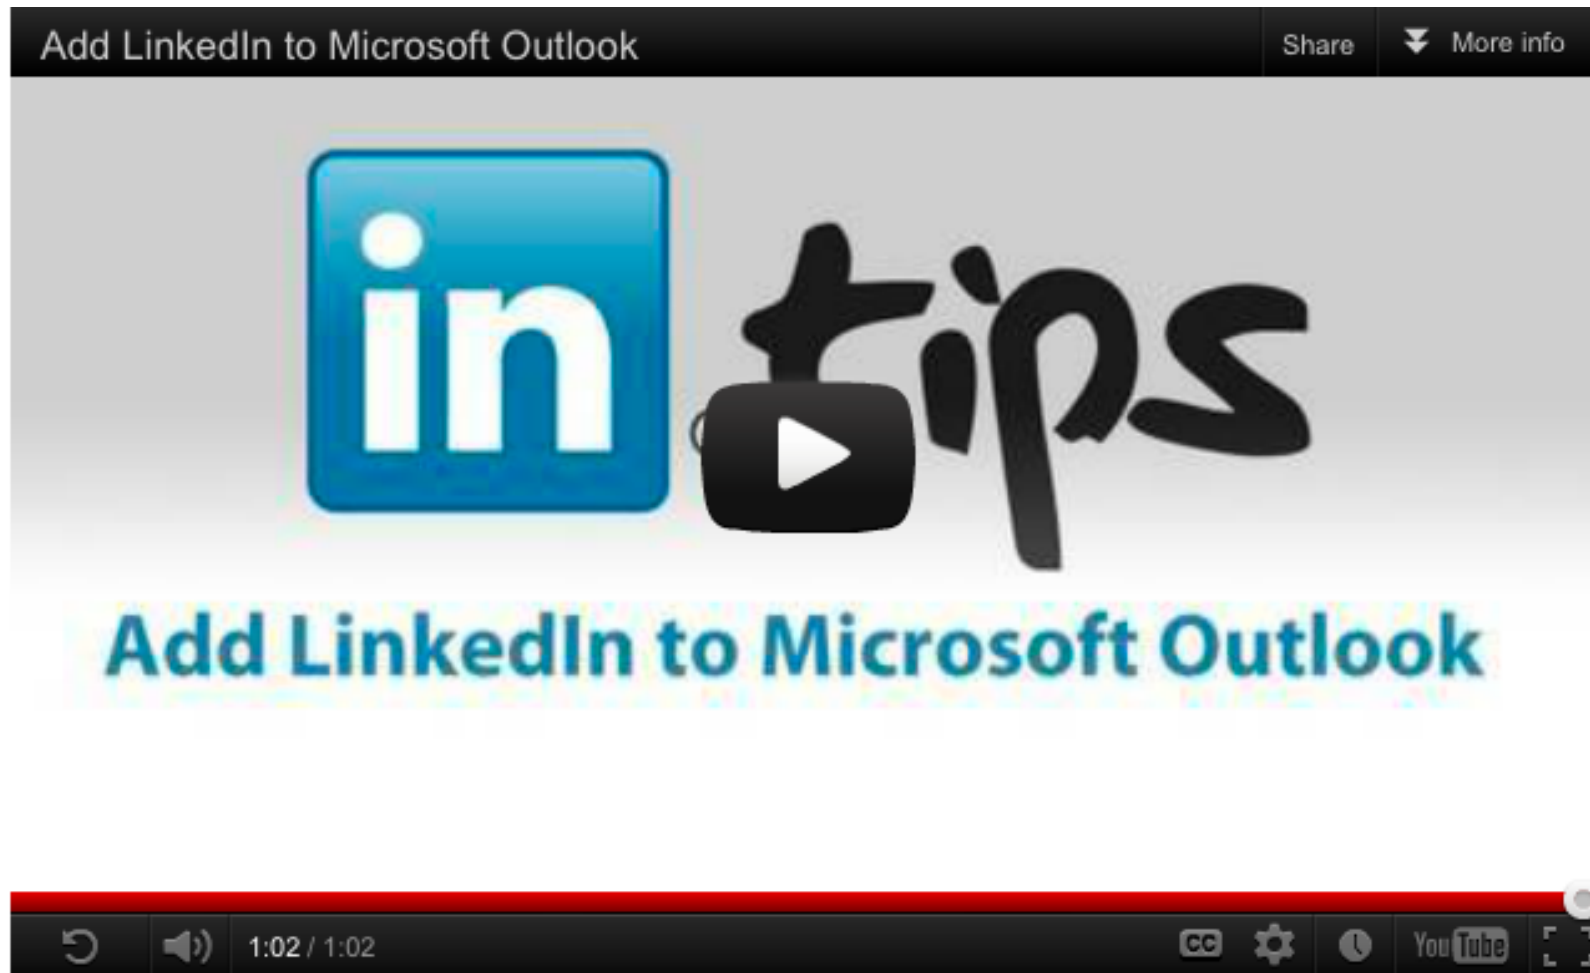 Add LinkedIn to Microsoft Outlook
Share
More info
in
tips
Add LinkedIn to Microsoft Outlook
1:02 / 1:02
CC
YouTube